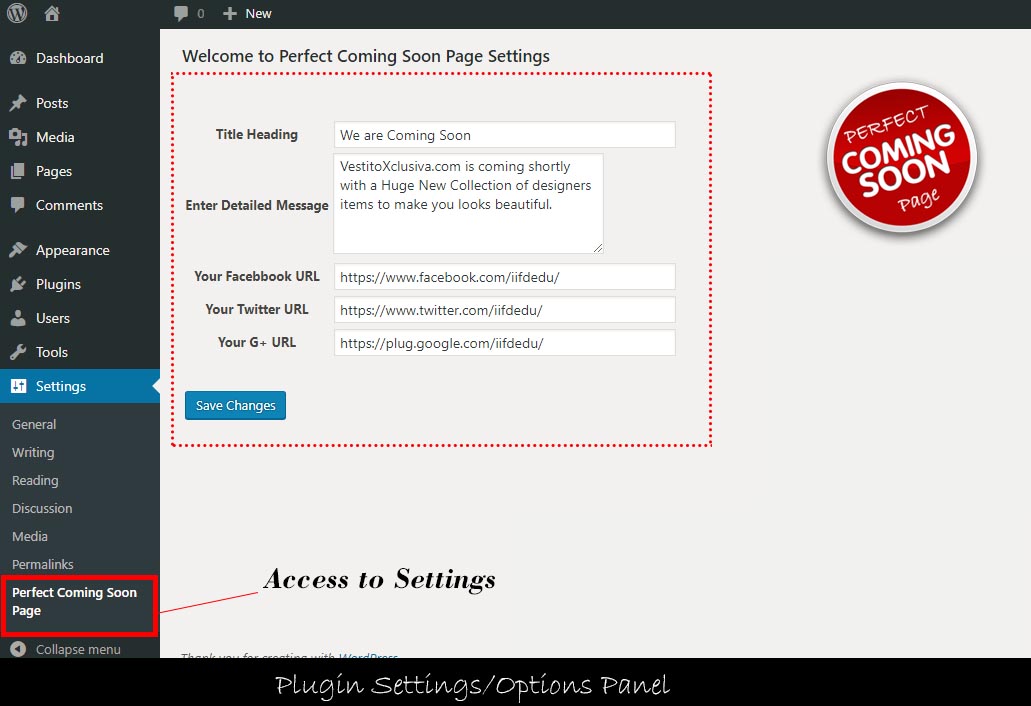 0 New
Dashboard
Posts
Media
Pages
Comments
Appearance
Plugins
Users
Tools
Settings
General
Writing
Reading
Discussion
Media
Permalinks
Perfect Coming Soon
Page
Collapse menu
Welcome to Perfect Coming Soon Page Settings
Title Heading
We are Coming Soon
Enter Detailed Message
VestitoXclusiva.com is coming shortly
with a Huge New Collection of designers
items to make you looks beautiful.
Your Facebbook URL
https://www.facebook.com/iifdedu/
Your Twitter URL
https://www.twitter.com/iifdedu/
Your G+ URL
https://plug.google.com/iifdedu/
Save Changes
PERFECT
COMING
SOON
Page
Access to Settings
Thank you for creating with WordPress
Plugin Settings/Options Panel